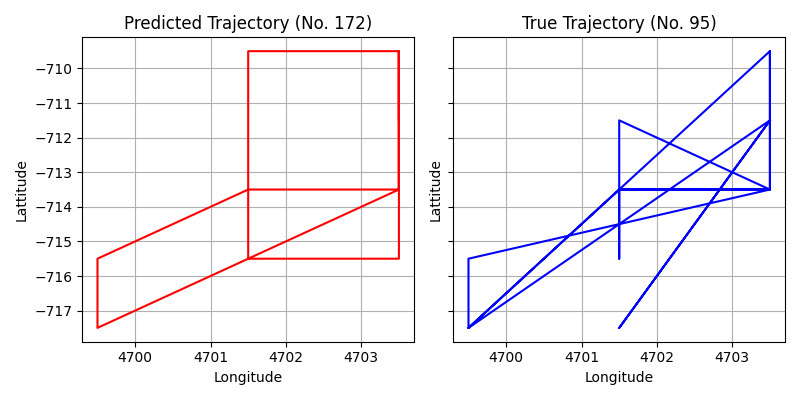 Predicted Trajectory (No. 172)
True Trajectory (No. 95)
−710
−711
−712
−713
−714
−715
−716
−717
Lattitude
Lattitude
4700 4701 4702 4703
4700 4701 4702 4703
Longitude
Longitude